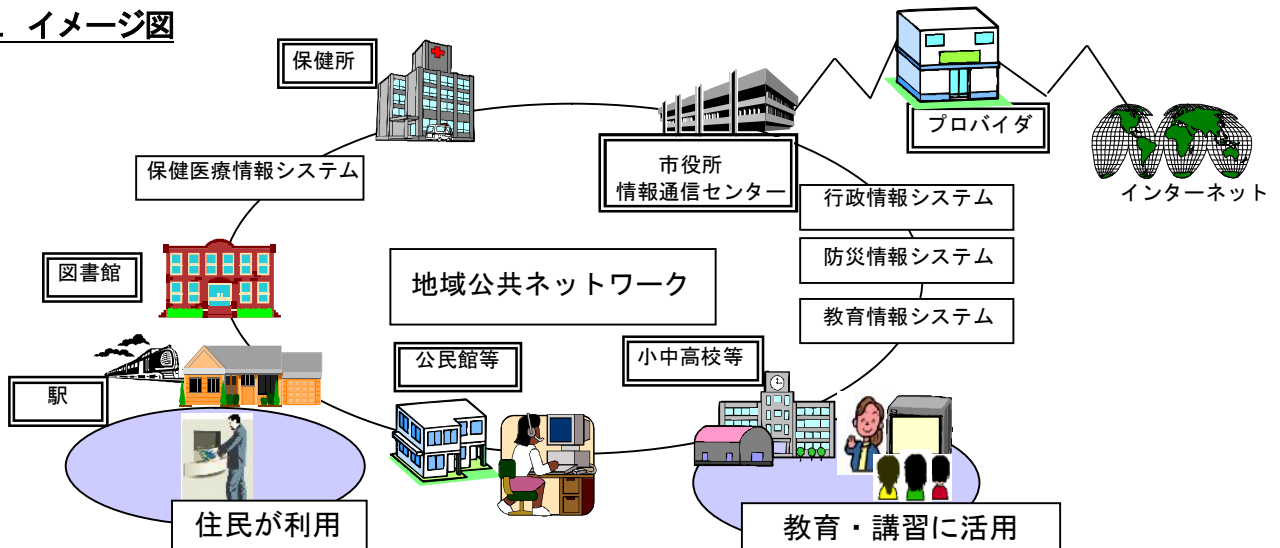 イメージ図
保健所
プロバイダ
市役所
情報通信センター
インターネット
保健医療情報システム
行政情報システム
図書館
地域公共ネットワーク
防災情報システム
教育情報システム
公民館等
小中高校等
駅
住民が利用
教育・講習に活用